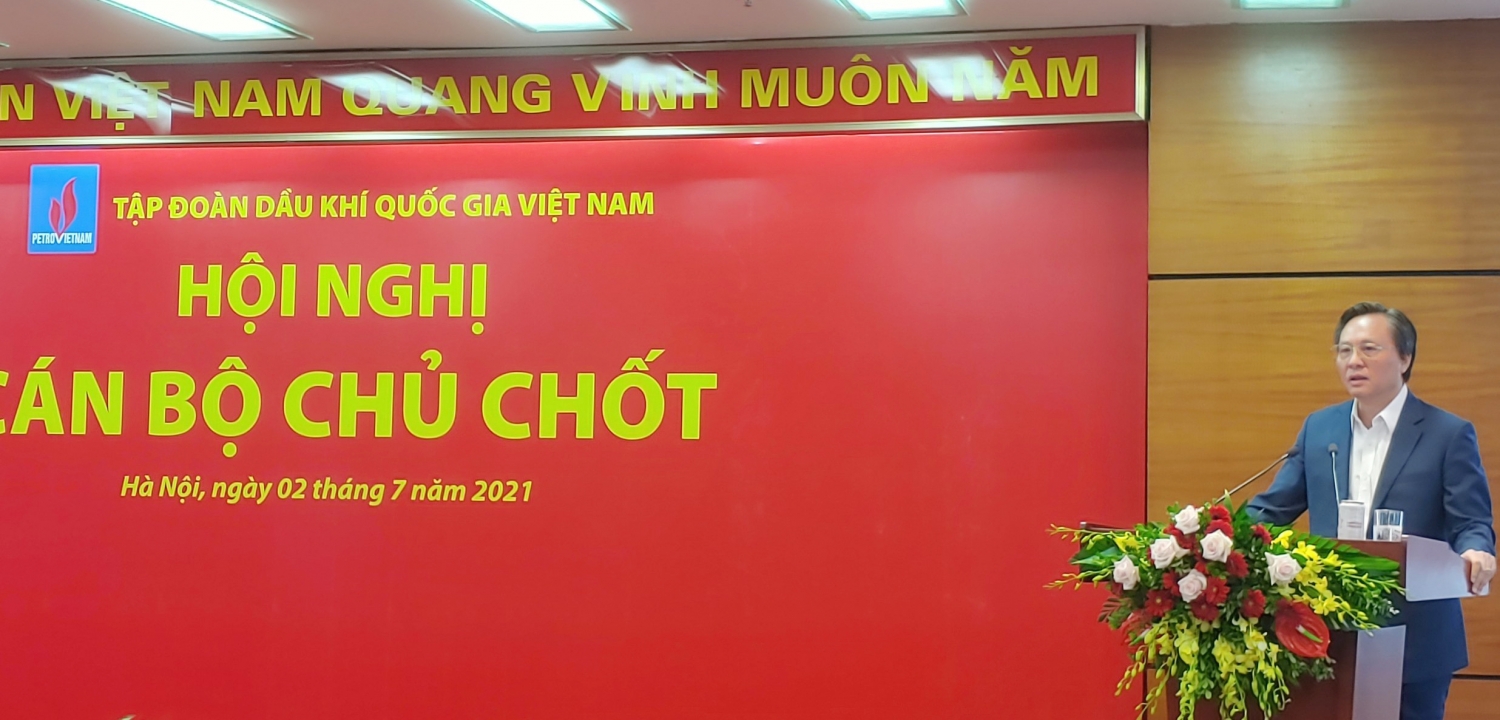 VIỆT NAM QUANG VINH MUÔN NĂM
PETROVIETNAM
TẬP ĐOÀN DẦU KHÍ QUỐC GIA VIỆT NAM
HỘI NGHỊ
CÁN BỘ CHỦ CHỐT
Hà Nội, ngày 02 tháng 7 năm 2021